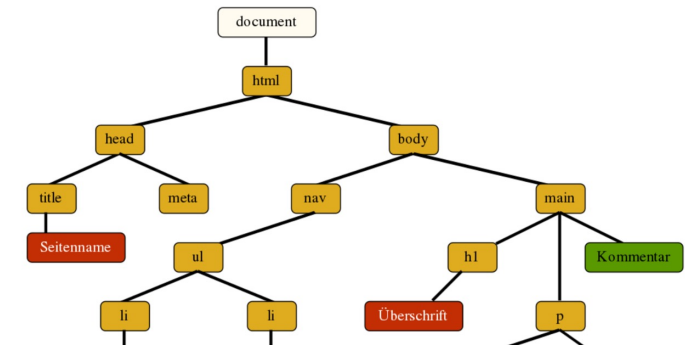 document
html
head
body
title
meta
nav
main
Seitenname
ul
h1
Kommentar
li
li
Überschrift
p